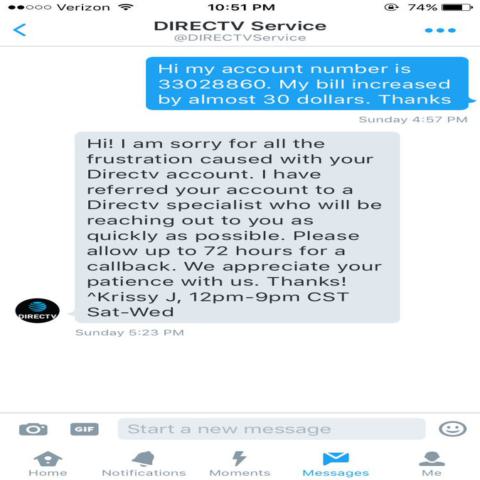 Verizon 10:51 PM 74%
DIRECTV Service
@DIRECTVService
Hi my account number is
33028860. My bill increased
by almost 30 dollars. Thanks
Sunday 4:57 PM
Hi! I am sorry for all the
frustration caused with your
Directv account. I have
referred your account to a
Directv specialist who will be
reaching out to you as
quickly as possible. Please
allow up to 72 hours for a
callback. We appreciate your
patience with us. Thanks!
^Krissy J, 12pm-9pm CST
Sat-Wed
DIRECTV
Sunday 5:23 PM
GIF Start a new message
Home Notifications Moments Messages Me